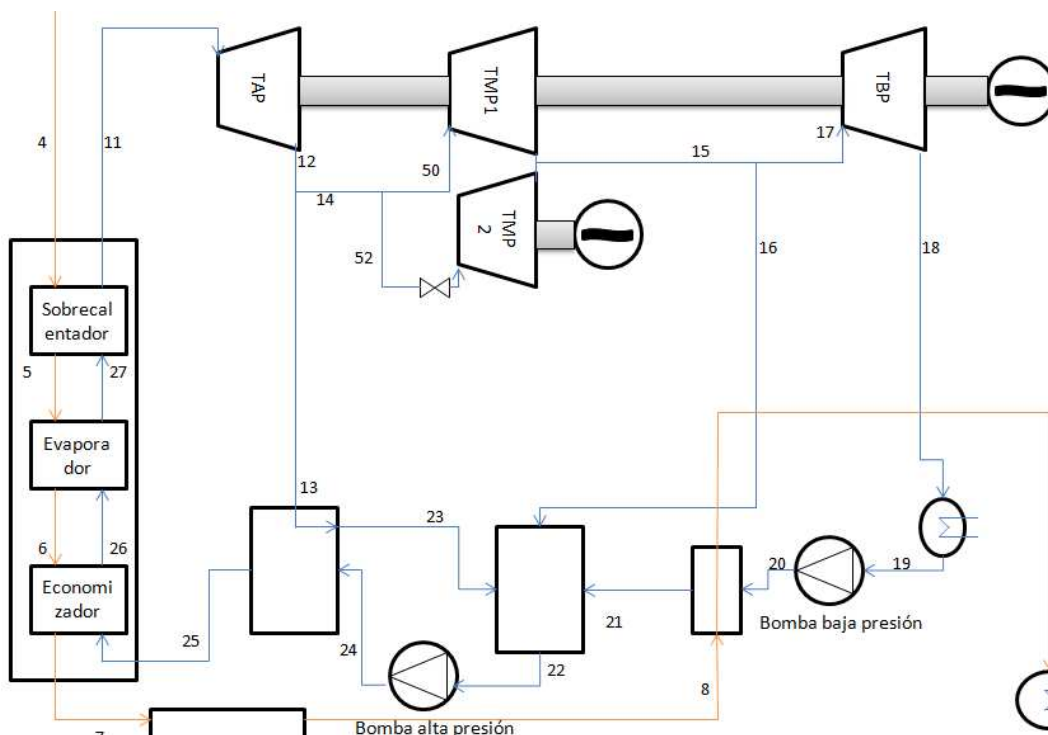 TAP
TMP1
TBP
4
11
12
50
15
17
14
TMP
2
52
16
18
Sobrecal
entador
5
27
Evapora
dor
13
23
6
26
20
19
Economi
zador
21
Bomba baja presión
25
24
22
8
Bomba alta presión
7